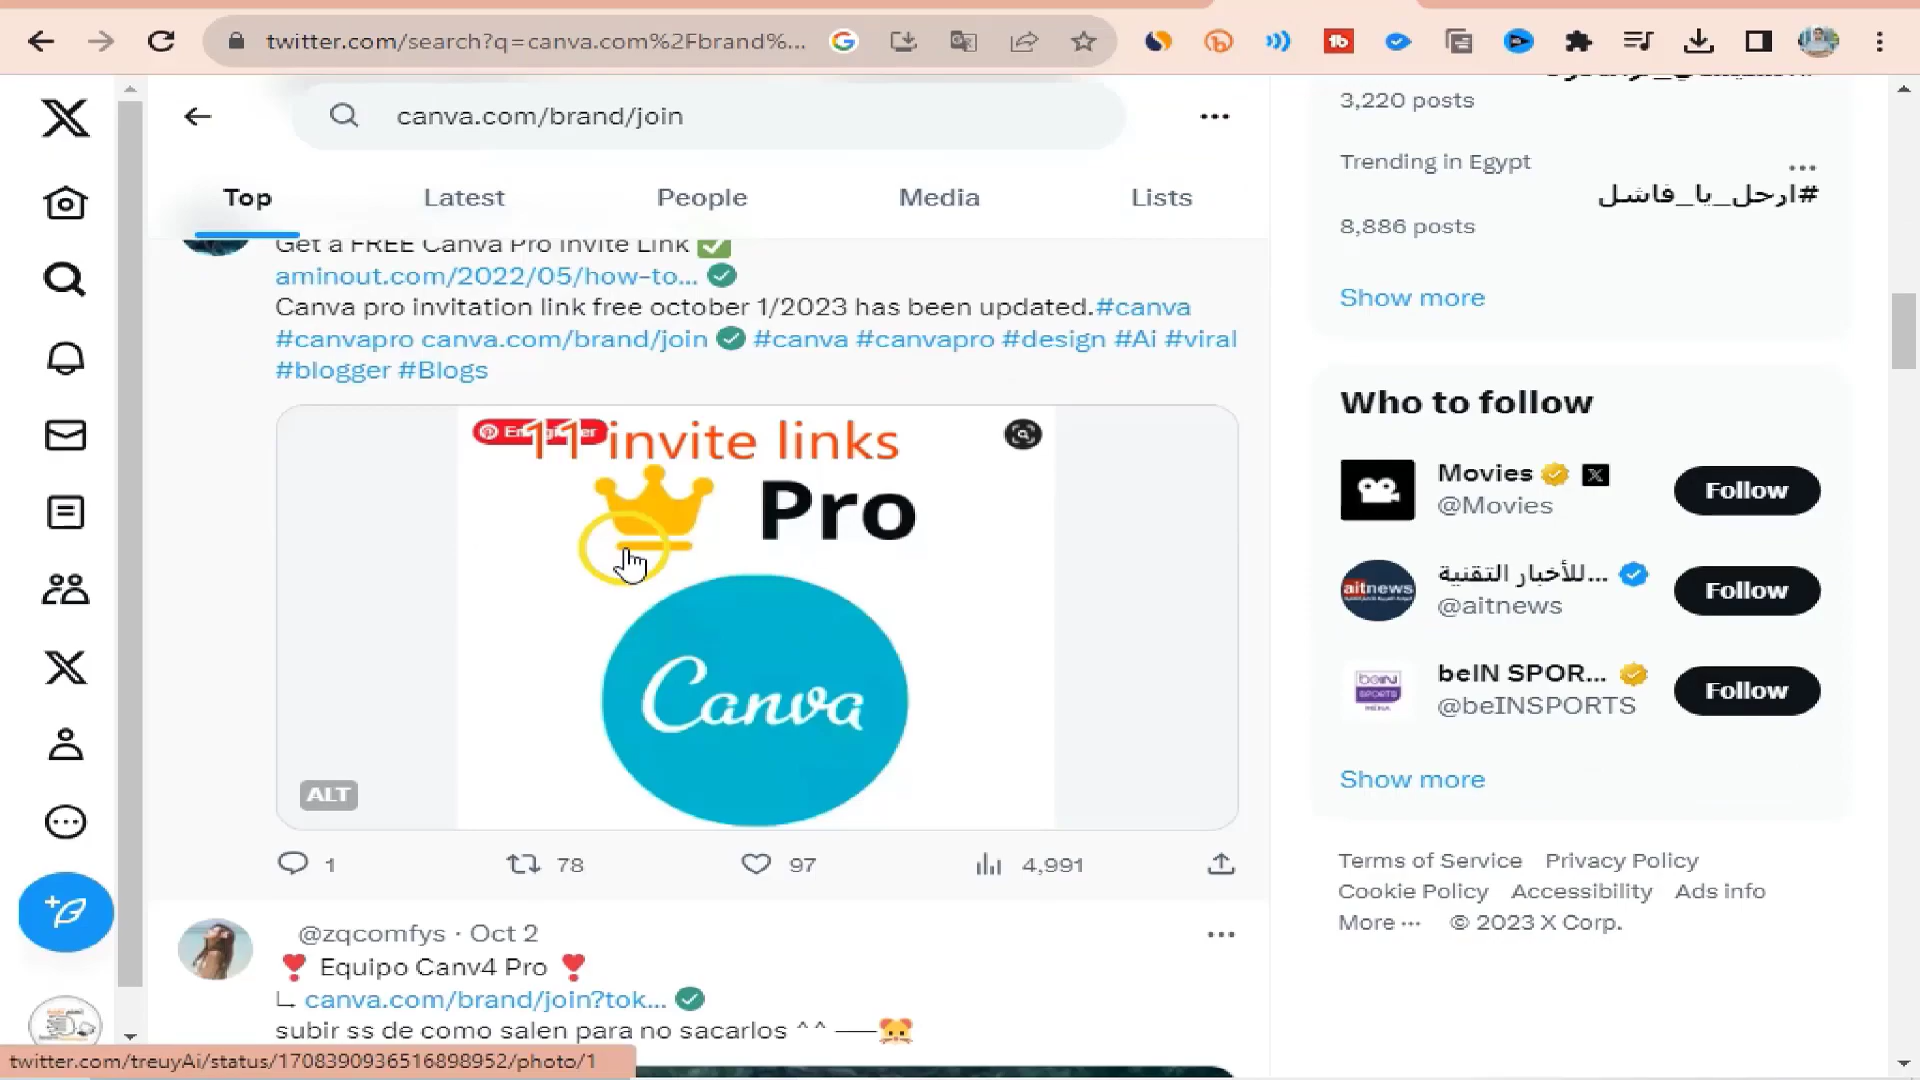 twitter.com/search?q=canva.com%2Fbrand%...
canva.com/brand/join
Top
Latest
People
Media
Lists
Get a FREE Canva Pro Invite Link ✅
aminout.com/2022/05/how-to...
Canva pro invitation link free october 1/2023 has been updated.#canva
#canvapro canva.com/brand/join #canva #canvapro #design #Ai #viral
#blogger #Blogs
11 invite links
Pro
Canva
ALT
1
78
97
4,991
@zqcomfys · Oct 2
❣ Equipo Canv4 Pro ❣
canva.com/brand/join?tok...
subir ss de como salen para no sacarlos ^^ —🐹
twitter.com/treuyAi/status/1708390936516898952/photo/1
3,220 posts
Trending in Egypt
#ارحل_يا_فاشل
8,886 posts
Show more
Who to follow
Movies
@Movies
Follow
aitnews
...للأخبار التقنية
@aitnews
Follow
beIN
SPORTS
beIN SPOR...
@beINSPORTS
Follow
Show more
Terms of Service Privacy Policy
Cookie Policy Accessibility Ads info
More ··· © 2023 X Corp.